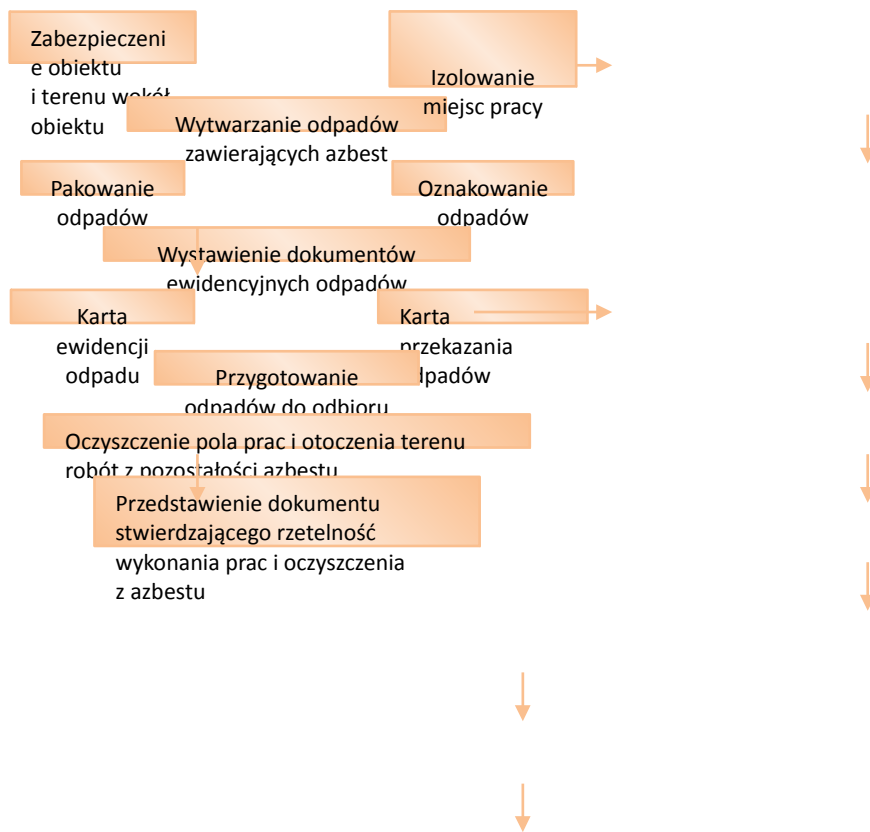 Zabezpieczeni
e obiektu
i terenu wokół
obiektu
Izolowanie
miejsc pracy
Wytwarzanie odpadów
zawierających azbest
Pakowanie
odpadów
Oznakowanie
odpadów
Wystawienie dokumentów
ewidencyjnych odpadów
Karta
ewidencji
odpadu
Karta
przekazania
odpadów
Przygotowanie
odpadów do odbioru
Oczyszczenie pola prac i otoczenia terenu
robót z pozostałości azbestu
Przedstawienie dokumentu
stwierdzającego rzetelność
wykonania prac i oczyszczenia
z azbestu